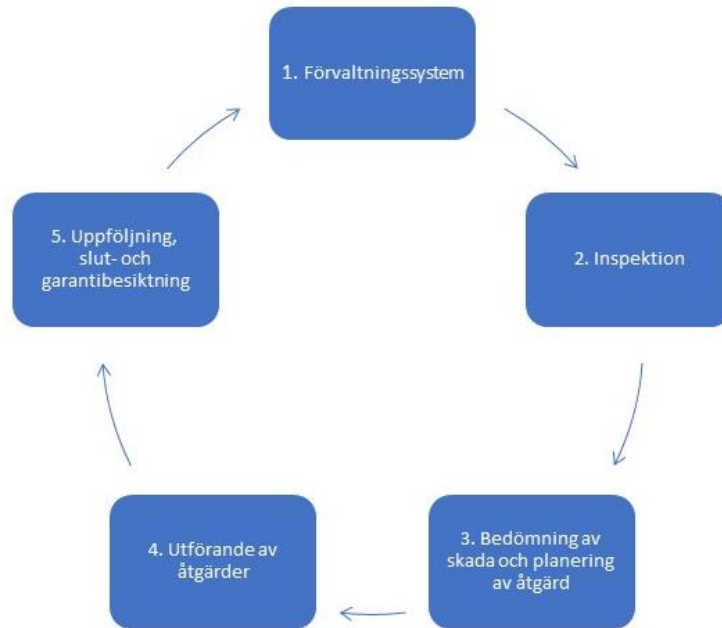 1. Förvaltningssystem
2. Inspektion
3. Bedömning av
skada och planering
av åtgärd
4. Utförande av
åtgärder
5. Uppföljning,
slut- och
garantibesiktning